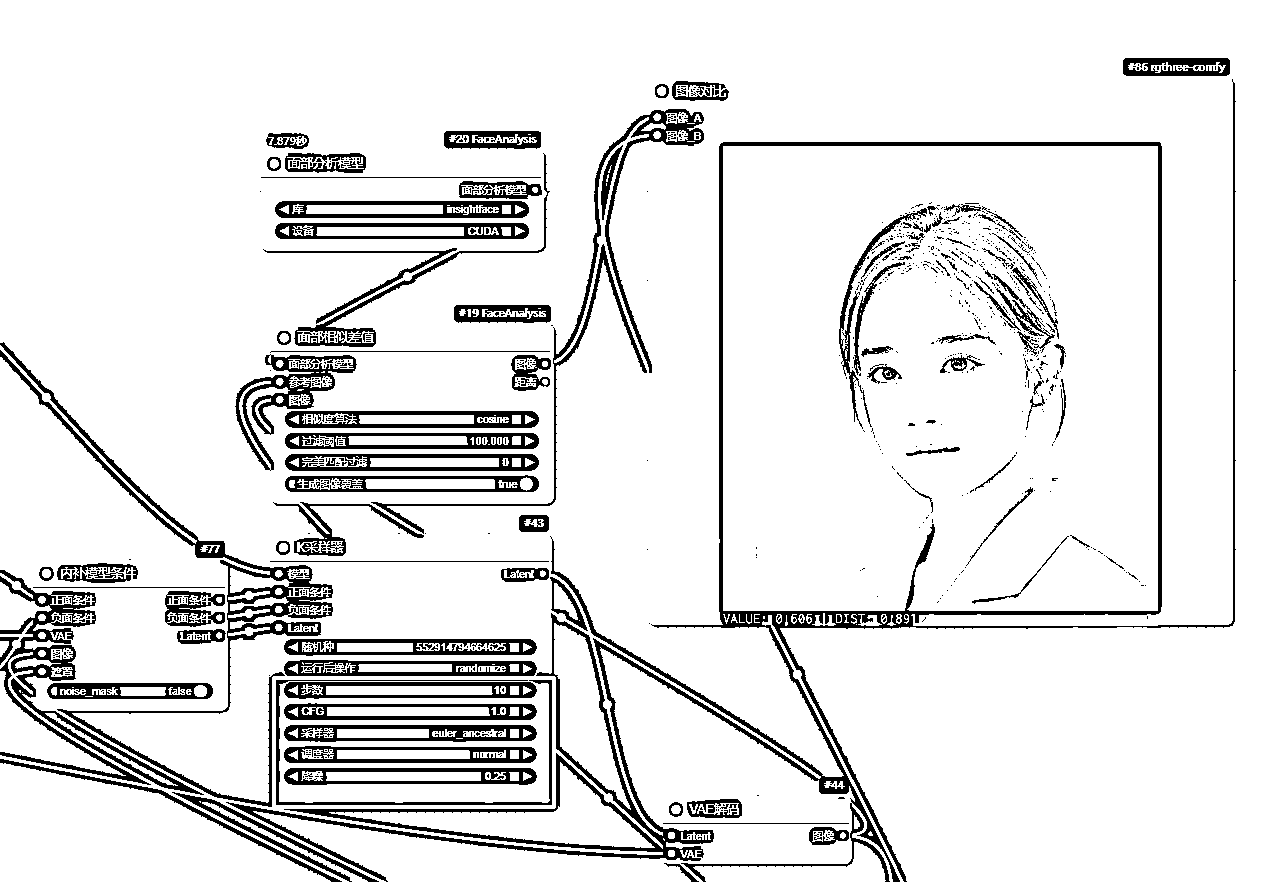 #86 rgthree-comfy
图像对比
图像_A
图像_B
7.879秒
#20 FaceAnalysis
面部分析模型
面部分析模型
库 insightface
设备 CUDA
#19 FaceAnalysis
面部相似差值
面部分析模型 图像
参考图像 距离
图像
相似度算法 cosine
过滤阈值 100.000
完美匹配过滤 0
生成图像覆盖 true
#43
K采样器
模型 Latent
正面条件
负面条件
Latent
随机种 552914794664625
运行后操作 randomize
步数 10
CFG 1.0
采样器 euler_ancestral
调度器 normal
降噪 0.25
#77
内补模型条件
正面条件 正面条件
负面条件 负面条件
VAE Latent
图像
遮罩
noise_mask false
VALUE: 0.606 | DIST: 0.891
#44
VAE解码
Latent 图像
VAE